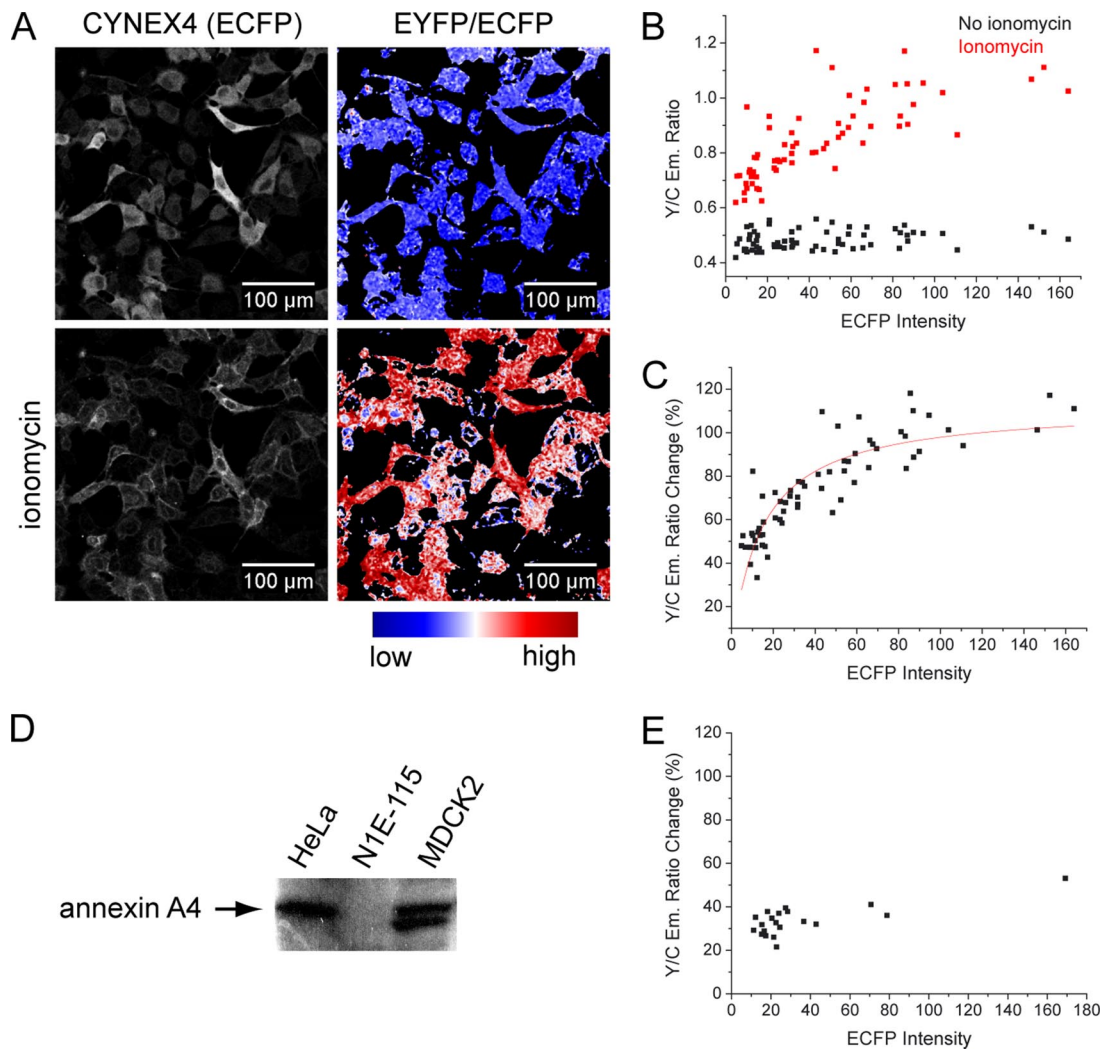 A
CYNEX4 (ECFP)
EYFP/ECFP
100 µm
100 µm
ionomycin
100 µm
100 µm
low
high
B
No ionomycin
Ionomycin
Y/C Em. Ratio
1.2
1.0
0.8
0.6
0.4
0 20 40 60 80 100 120 140 160
ECFP Intensity
C
Y/C Em. Ratio Change (%)
120
100
80
60
40
20
0 20 40 60 80 100 120 140 160
ECFP Intensity
D
HeLa
N1E-115
MDCK2
annexin A4
E
Y/C Em. Ratio Change (%)
120
100
80
60
40
20
0
0 20 40 60 80 100 120 140 160 180
ECFP Intensity